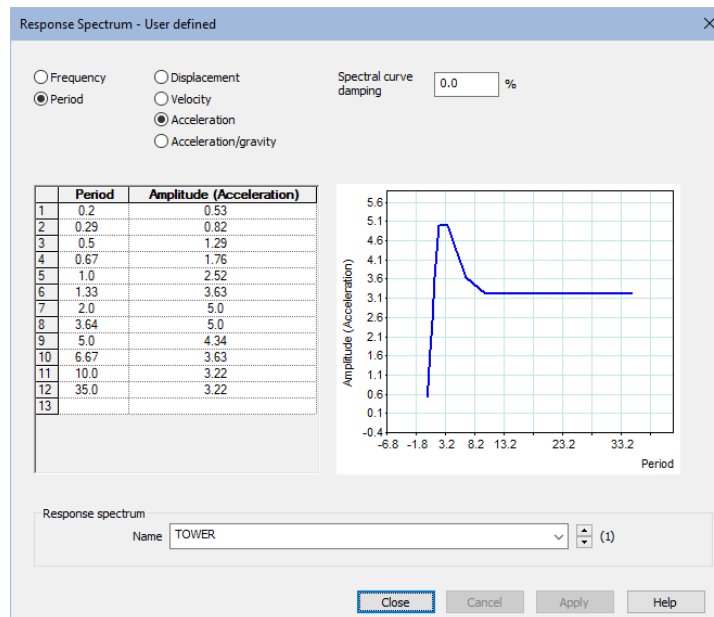 Response Spectrum - User defined
Frequency
Period
Displacement
Velocity
Acceleration
Acceleration/gravity
Spectral curve
damping
0.0 %
Period Amplitude (Acceleration)
1 0.2 0.53
2 0.29 0.82
3 0.5 1.29
4 0.67 1.76
5 1.0 2.52
6 1.33 3.63
7 2.0 5.0
8 3.64 5.0
9 5.0 4.34
10 6.67 3.63
11 10.0 3.22
12 35.0 3.22
13
Amplitude (Acceleration)
5.6
5.1
4.6
4.1
3.6
3.1
2.6
2.1
1.6
1.1
0.6
0.1
-0.4
-6.8 -1.8 3.2 8.2 13.2 23.2 33.2
Period
Response spectrum
Name TOWER (1)
Close Cancel Apply Help